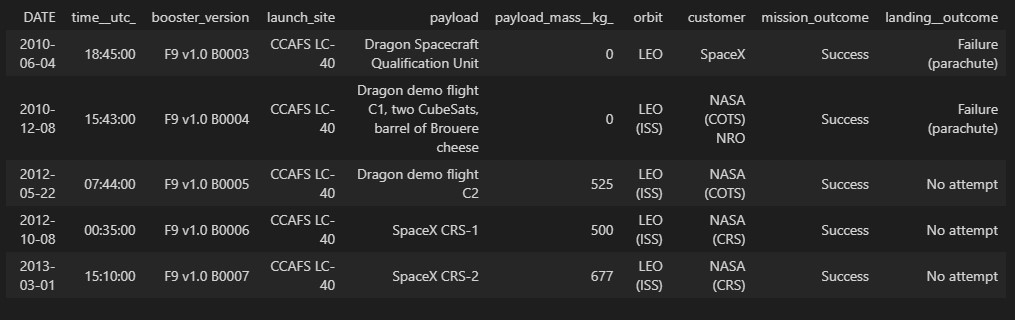 DATE time__utc_ booster_version launch_site payload payload_mass__kg_ orbit customer mission_outcome landing__outcome
2010-
06-04 18:45:00 F9 v1.0 B0003 CCAFS LC-
40 Dragon Spacecraft
Qualification Unit 0 LEO SpaceX Success Failure
(parachute)
2010-
12-08 15:43:00 F9 v1.0 B0004 CCAFS LC-
40 Dragon demo flight
C1, two CubeSats,
barrel of Brouere
cheese 0 LEO
(ISS) NASA
(COTS)
NRO Success Failure
(parachute)
2012-
05-22 07:44:00 F9 v1.0 B0005 CCAFS LC-
40 Dragon demo flight
C2 525 LEO
(ISS) NASA
(COTS) Success No attempt
2012-
10-08 00:35:00 F9 v1.0 B0006 CCAFS LC-
40 SpaceX CRS-1 500 LEO
(ISS) NASA
(CRS) Success No attempt
2013-
03-01 15:10:00 F9 v1.0 B0007 CCAFS LC-
40 SpaceX CRS-2 677 LEO
(ISS) NASA
(CRS) Success No attempt